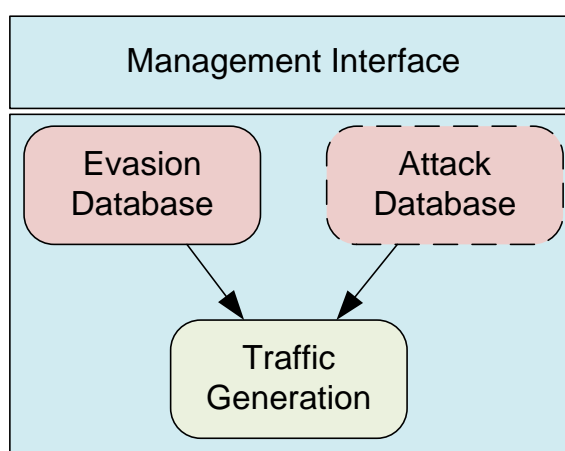 Management Interface
Evasion
Database
Attack
Database
Traffic
Generation